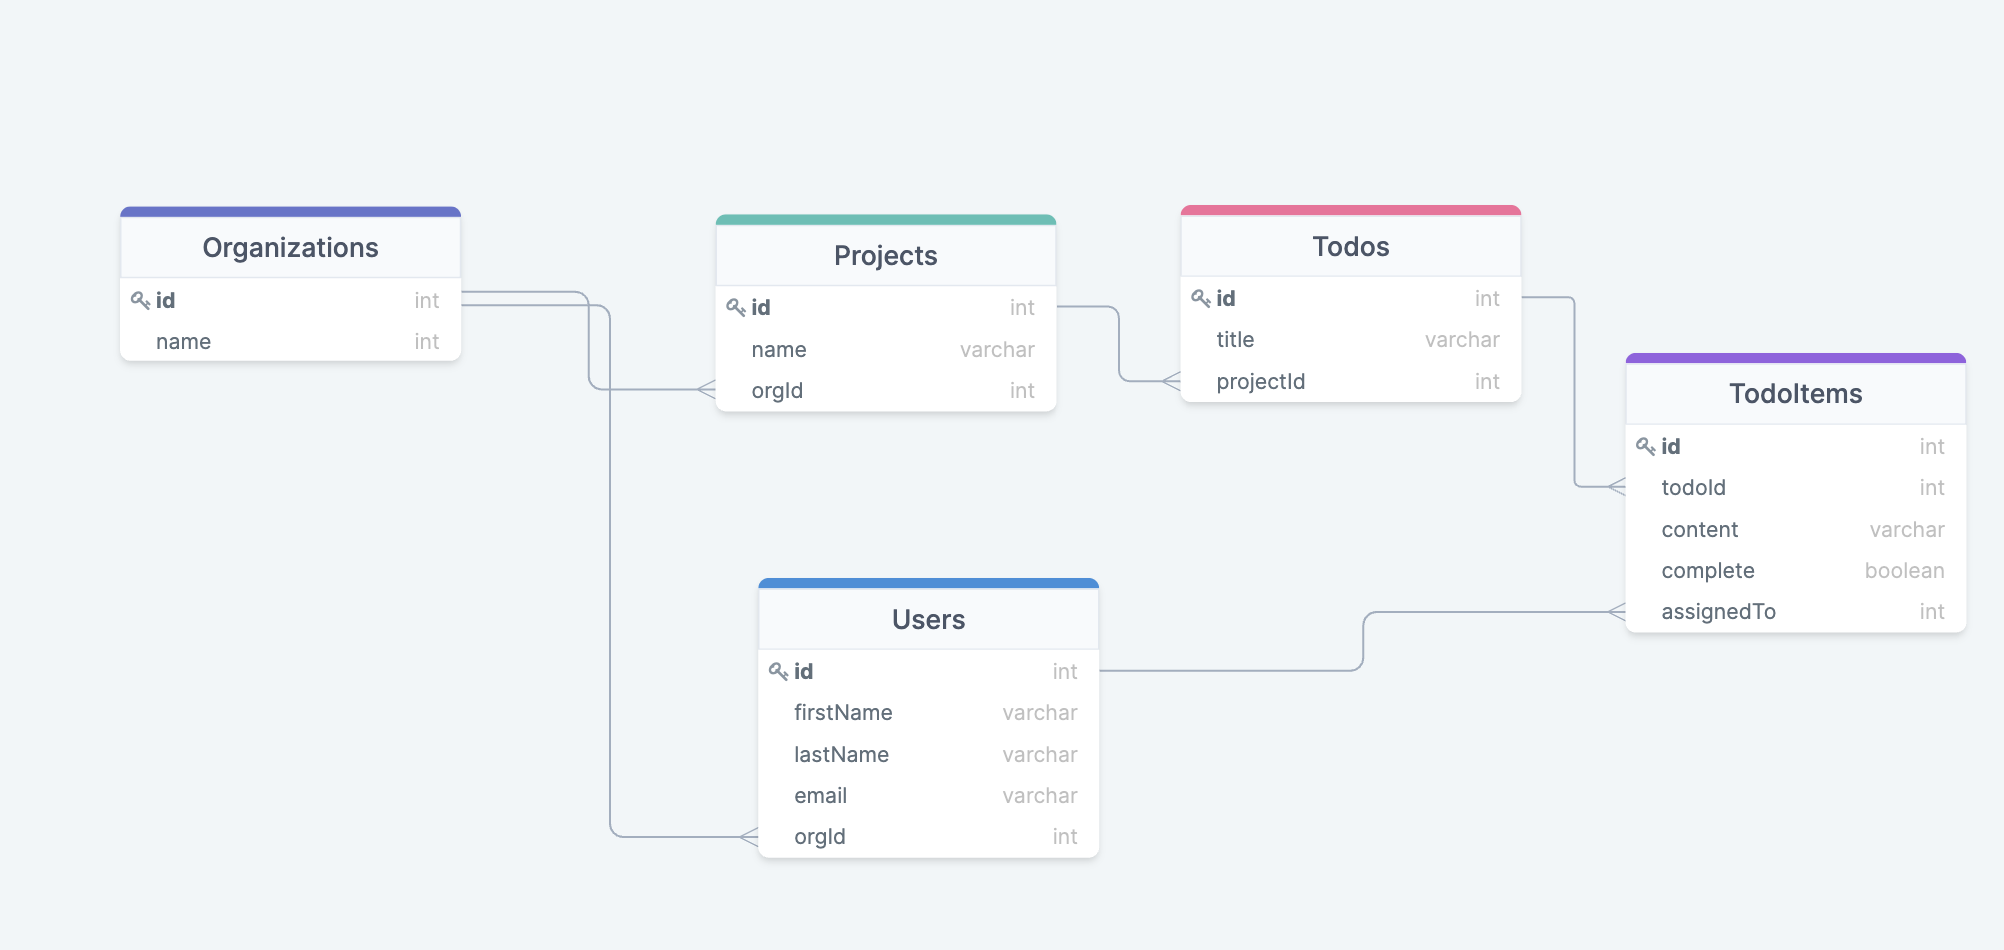 Organizations
id int
name int
Projects
id int
name varchar
orgId int
Todos
id int
title varchar
projectId int
TodoItems
id int
todoId int
content varchar
complete boolean
assignedTo int
Users
id int
firstName varchar
lastName varchar
email varchar
orgId int